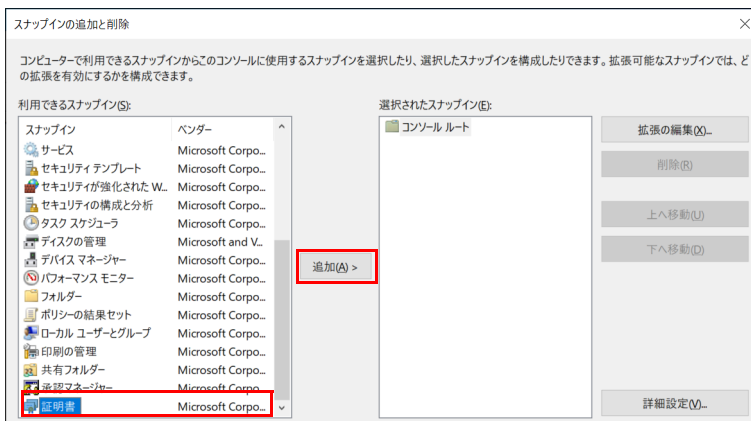 スナップインの追加と削除
コンピューターで利用できるスナップインからこのコンソールに使用するスナップインを選択したり、選択したスナップインを構成したりできます。拡張可能なスナップインでは、ど
の拡張を有効にするかを構成できます。
利用できるスナップイン(S):
選択されたスナップイン(E):
スナップイン ベンダー
サービス Microsoft Corpo...
セキュリティ テンプレート Microsoft Corpo...
セキュリティが強化された W... Microsoft Corpo...
セキュリティの構成と分析 Microsoft Corpo...
タスク スケジューラ Microsoft Corpo...
ディスクの管理 Microsoft and V...
デバイス マネージャー Microsoft Corpo...
パフォーマンス モニター Microsoft Corpo...
フォルダー Microsoft Corpo...
ポリシーの結果セット Microsoft Corpo...
ローカル ユーザーとグループ Microsoft Corpo...
印刷の管理 Microsoft Corpo...
共有フォルダー Microsoft Corpo...
承認マネージャー Microsoft Corpo...
証明書 Microsoft Corpo...
追加(A) >
コンソール ルート
拡張の編集(X)...
削除(R)
上へ移動(U)
下へ移動(D)
詳細設定(V)...